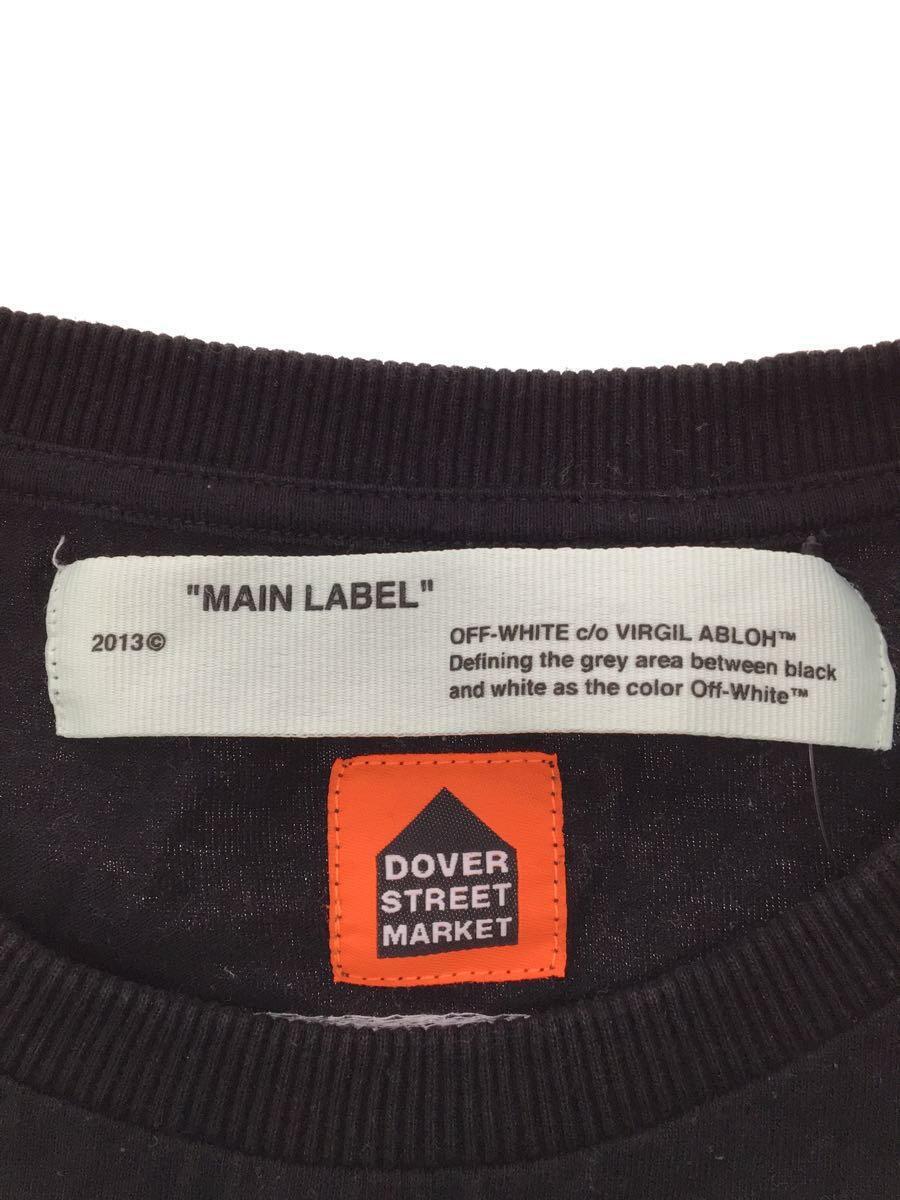 "MAIN LABEL"
2013©
OFF-WHITE c/o VIRGIL ABLOH™
Defining the grey area between black
and white as the color Off-White™
DOVER
STREET
MARKET